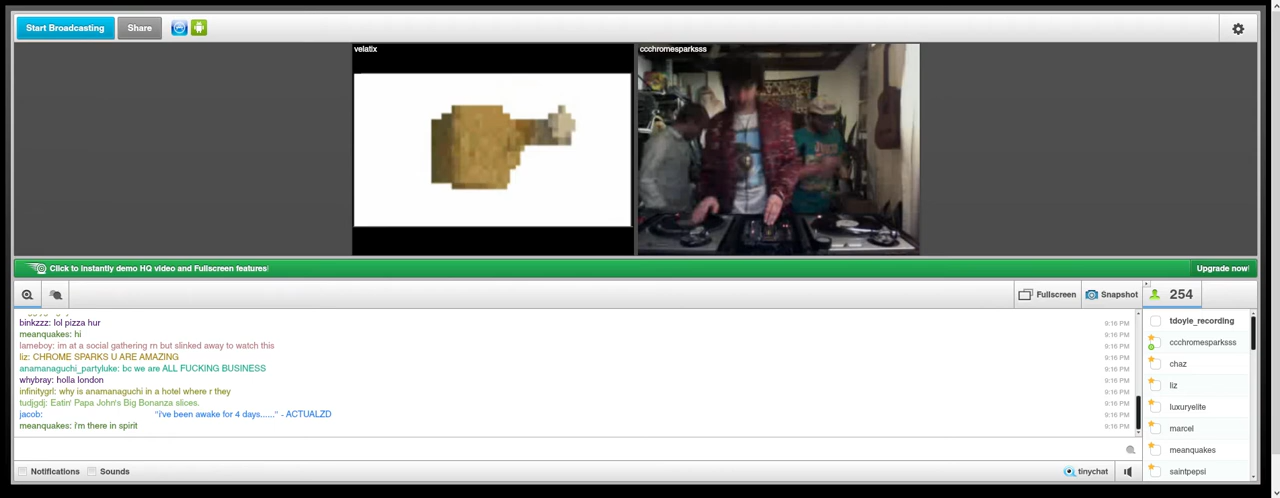 Start Broadcasting Share
velatix ccchromesparksss
Click to instantly demo HQ video and Fullscreen features! Upgrade now!
Fullscreen Snapshot 254
binkzzz: lol pizza hur 9:16 PM
meanquakes: hi 9:16 PM
lameboy: im at a social gathering rn but slinked away to watch this 9:16 PM
liz: CHROME SPARKS U ARE AMAZING 9:16 PM
anamanaguchi_partyluke: bc we are ALL FUCKING BUSINESS 9:16 PM
whybray: holla london 9:16 PM
infinitygrl: why is anamanaguchi in a hotel where r they 9:16 PM
tudjgdj: Eatin' Papa John's Big Bonanza slices. 9:16 PM
jacob: "i've been awake for 4 days......" - ACTUALZD 9:16 PM
meanquakes: i'm there in spirit 9:16 PM
tdoyle_recording
ccchromesparksss
chaz
liz
luxuryelite
marcel
meanquakes
saintpepsi
Notifications Sounds tinychat